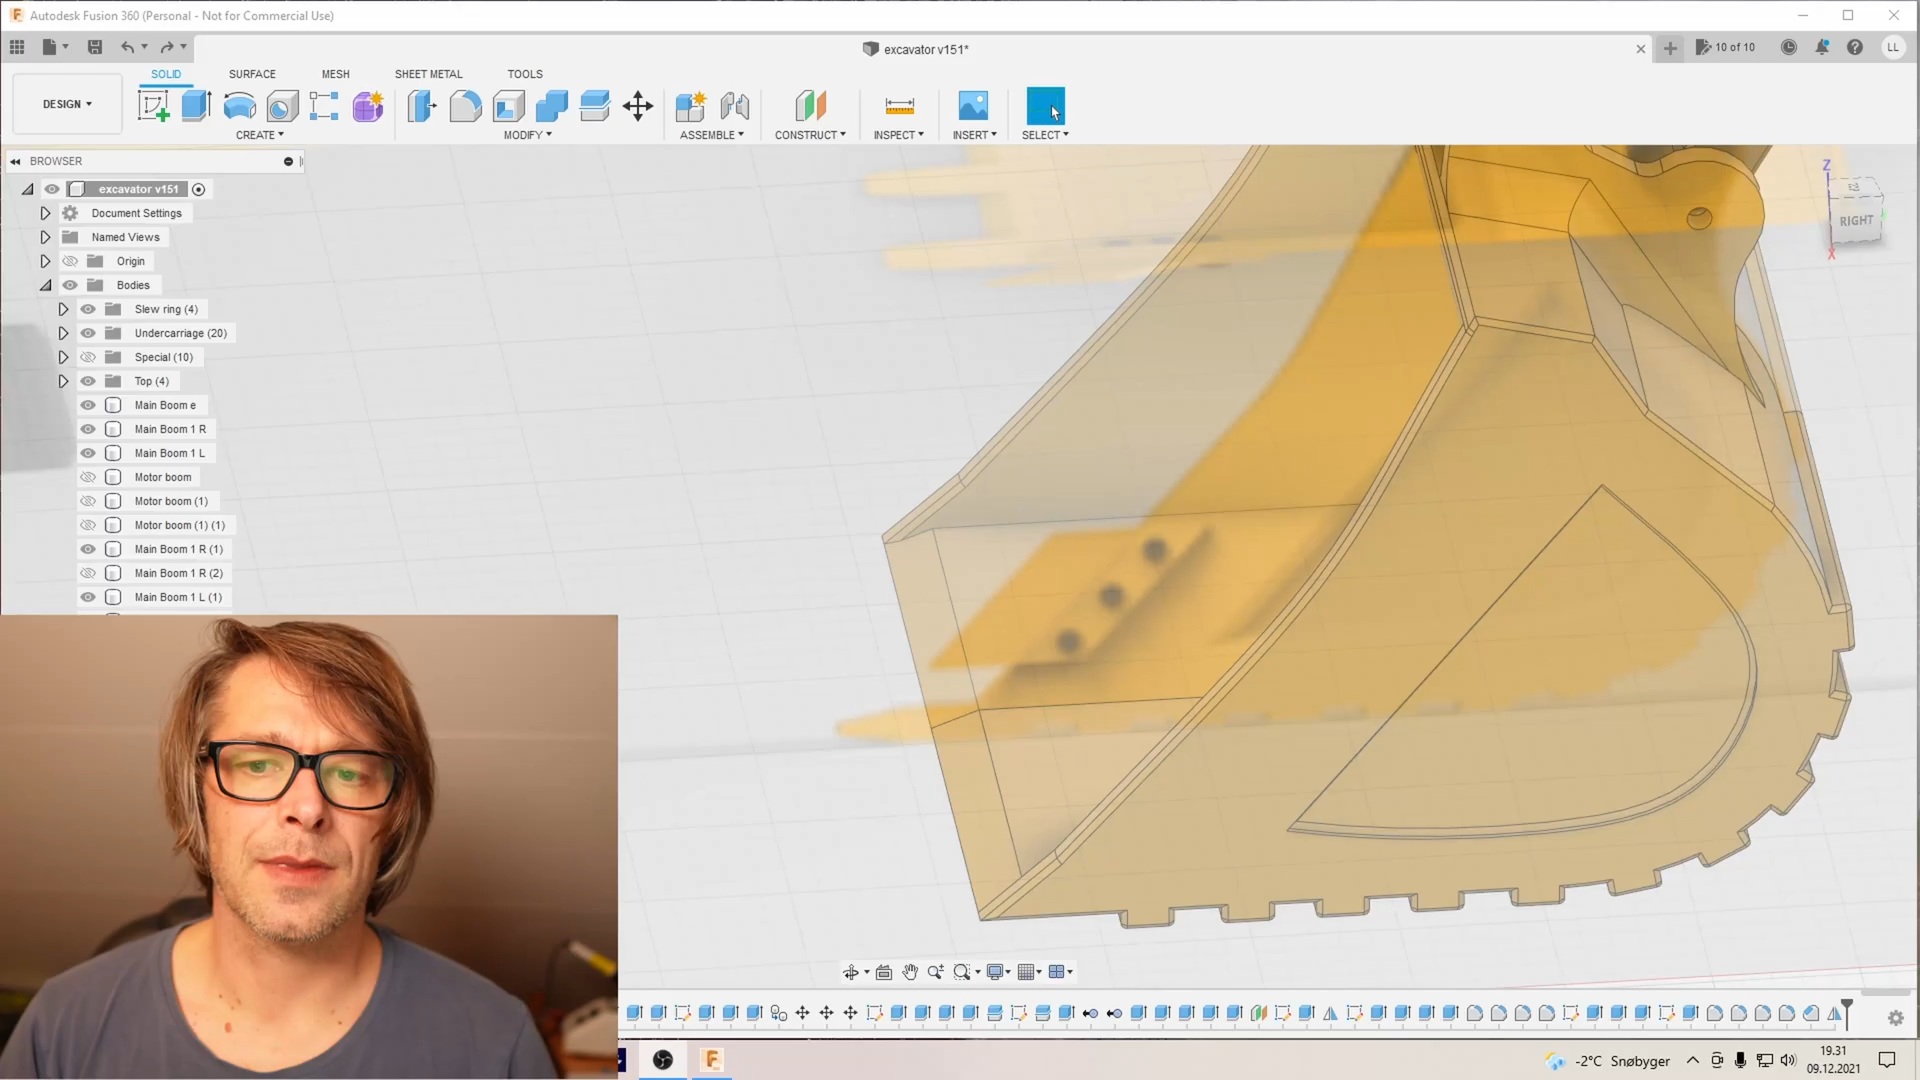 Autodesk Fusion 360 (Personal - Not for Commercial Use)
excavator v151*
10 of 10
LL
SOLID
SURFACE
MESH
SHEET METAL
TOOLS
DESIGN
CREATE
MODIFY
ASSEMBLE
CONSTRUCT
INSPECT
INSERT
SELECT
BROWSER
excavator v151
Document Settings
Named Views
Origin
Bodies
Slew ring (4)
Undercarriage (20)
Special (10)
Top (4)
Main Boom e
Main Boom 1 R
Main Boom 1 L
Motor boom
Motor boom (1)
Motor boom (1) (1)
Main Boom 1 R (1)
Main Boom 1 R (2)
Main Boom 1 L (1)
Z
RIGHT
X
-2°C Snøbyger
19.31
09.12.2021